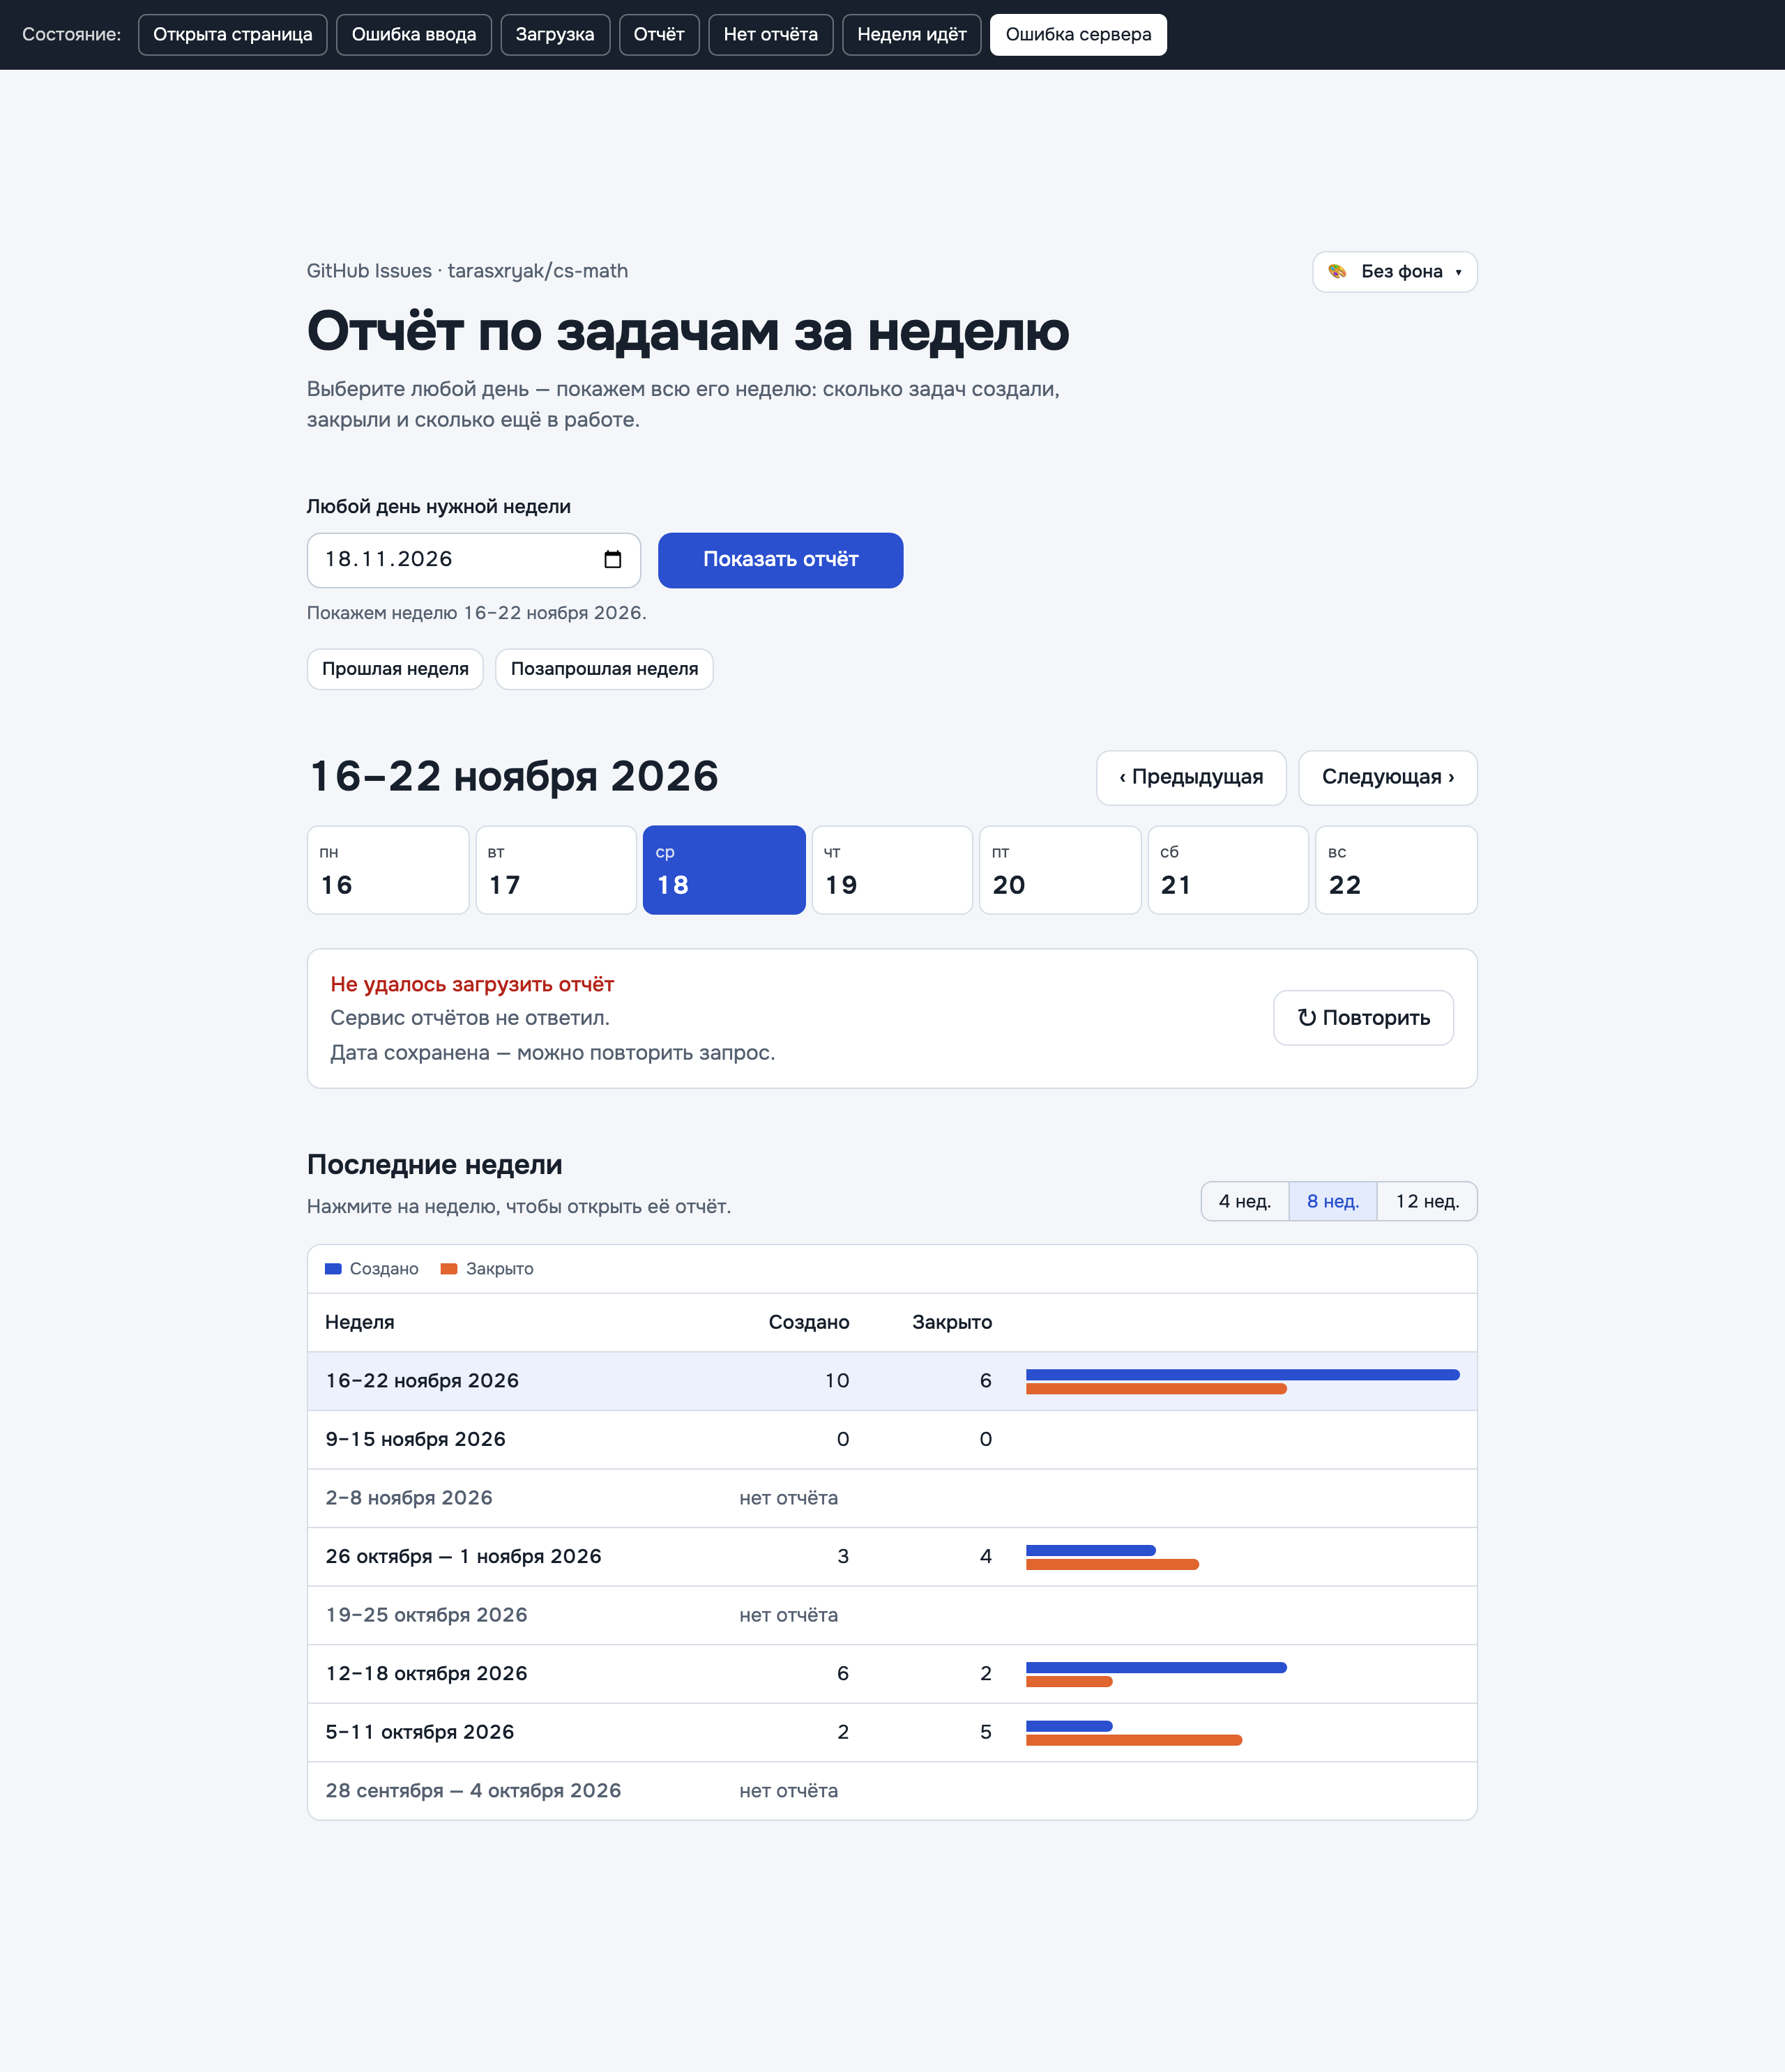 Состояние: Открыта страница Ошибка ввода Загрузка Отчёт Нет отчёта Неделя идёт Ошибка сервера
GitHub Issues · tarasxryak/cs-math
Без фона
Отчёт по задачам за неделю
Выберите любой день — покажем всю его неделю: сколько задач создали,
закрыли и сколько ещё в работе.
Любой день нужной недели
18.11.2026 Показать отчёт
Покажем неделю 16–22 ноября 2026.
Прошлая неделя Позапрошлая неделя
16–22 ноября 2026 ‹ Предыдущая Следующая ›
пн вт ср чт пт сб вс
16 17 18 19 20 21 22
Не удалось загрузить отчёт
Сервис отчётов не ответил.
Дата сохранена — можно повторить запрос.
↻ Повторить
Последние недели
Нажмите на неделю, чтобы открыть её отчёт.
4 нед. 8 нед. 12 нед.
Создано Закрыто
Неделя Создано Закрыто
16–22 ноября 2026 10 6
9–15 ноября 2026 0 0
2–8 ноября 2026 нет отчёта
26 октября — 1 ноября 2026 3 4
19–25 октября 2026 нет отчёта
12–18 октября 2026 6 2
5–11 октября 2026 2 5
28 сентября — 4 октября 2026 нет отчёта